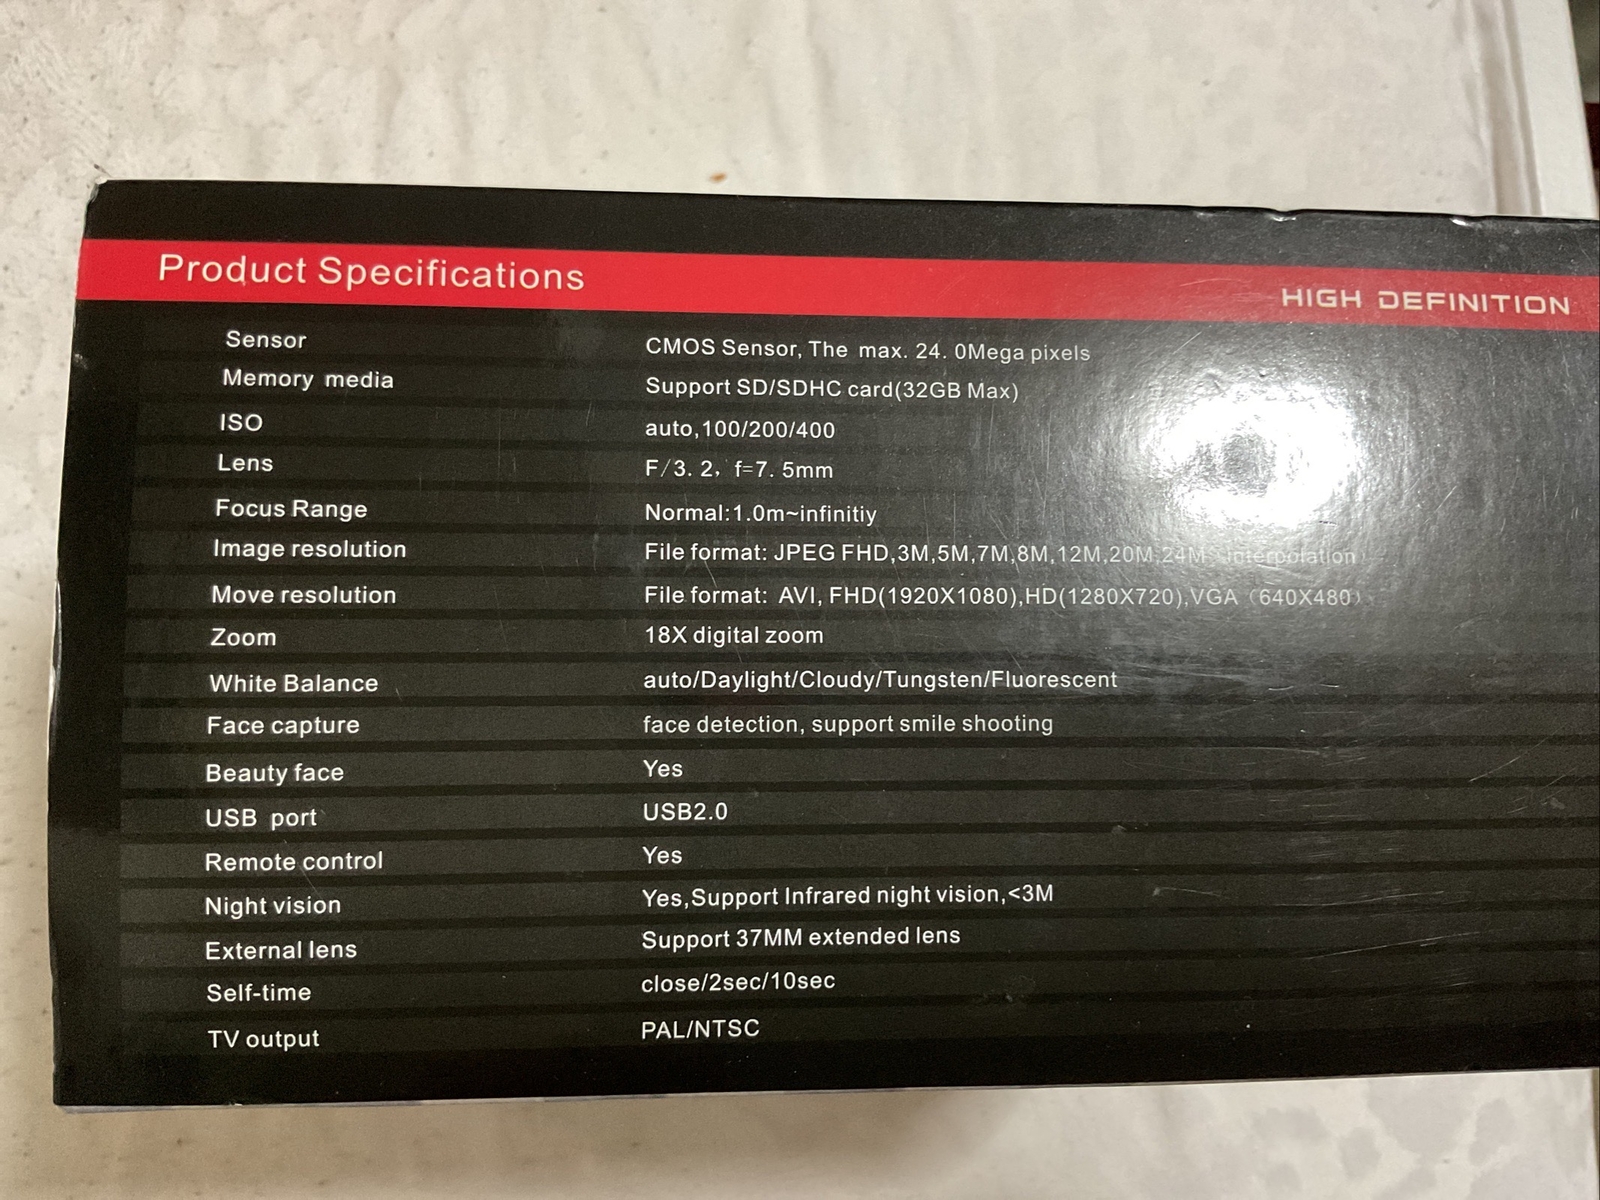 Product Specifications
HIGH DEFINITION
Sensor CMOS Sensor, The max. 24. 0Mega pixels
Memory media Support SD/SDHC card(32GB Max)
ISO auto,100/200/400
Lens F/3. 2, f=7. 5mm
Focus Range Normal:1.0m~infinitiy
Image resolution File format: JPEG FHD,3M,5M,7M,8M,12M,20M,24M (interpolation)
Move resolution File format: AVI, FHD(1920X1080),HD(1280X720),VGA (640X480)
Zoom 18X digital zoom
White Balance auto/Daylight/Cloudy/Tungsten/Fluorescent
Face capture face detection, support smile shooting
Beauty face Yes
USB port USB2.0
Remote control Yes
Night vision Yes,Support Infrared night vision,<3M
External lens Support 37MM extended lens
Self-time close/2sec/10sec
TV output PAL/NTSC